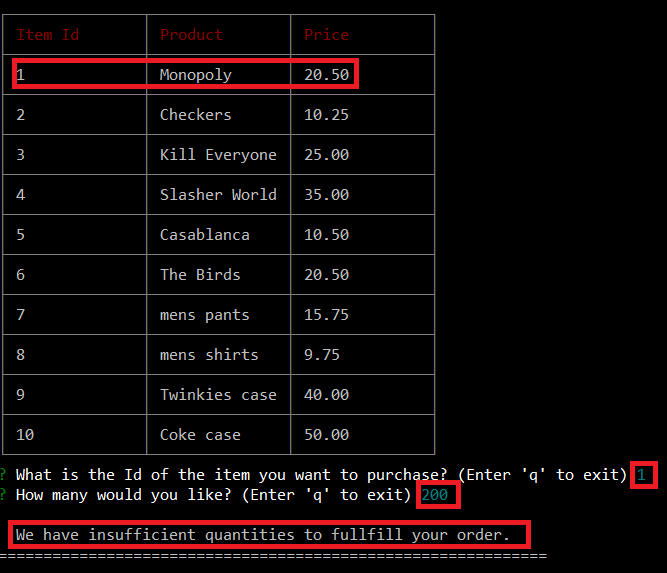 Item Id Product Price
1 Monopoly 20.50
2 Checkers 10.25
3 Kill Everyone 25.00
4 Slasher World 35.00
5 Casablanca 10.50
6 The Birds 20.50
7 mens pants 15.75
8 mens shirts 9.75
9 Twinkies case 40.00
10 Coke case 50.00
? What is the Id of the item you want to purchase? (Enter 'q' to exit) 1
? How many would you like? (Enter 'q' to exit) 200
We have insufficient quantities to fullfill your order.
=============================================================